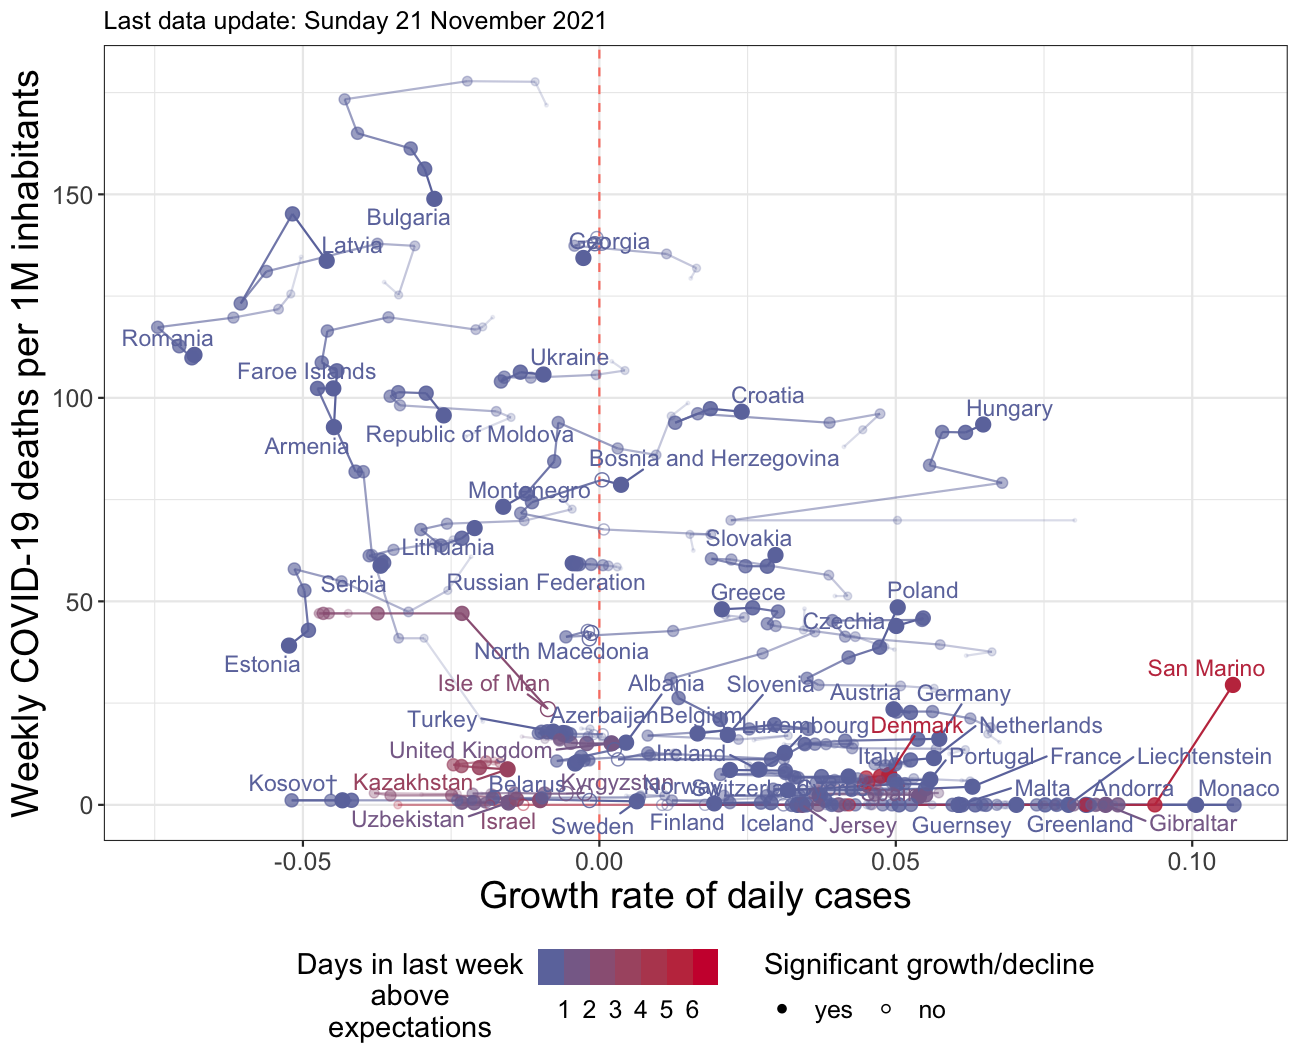 Last data update: Sunday 21 November 2021
Weekly COVID-19 deaths per 1M inhabitants
150
100
50
0
Bulgaria
Latvia
Georgia
Romania
Ukraine
Faroe Islands
Croatia
Hungary
Republic of Moldova
Armenia
Bosnia and Herzegovina
Montenegro
Slovakia
Lithuania
Russian Federation
Serbia
Greece
Poland
Czechia
North Macedonia
Estonia
San Marino
Isle of Man
Albania
Slovenia
Austria
Germany
Turkey
Azerbaijan
Belgium
Luxembourg
Denmark
Netherlands
United Kingdom
Ireland
Italy
Portugal
France
Liechtenstein
Kosovo†
Kazakhstan
Belarus
Kyrgyzstan
Norway
Switzerland
Malta
Andorra
Monaco
Uzbekistan
Israel
Sweden
Finland
Iceland
Jersey
Guernsey
Greenland
Gibraltar
-0.05
0.00
0.05
0.10
Growth rate of daily cases
Days in last week
above
expectations
1 2 3 4 5 6
Significant growth/decline
yes
no